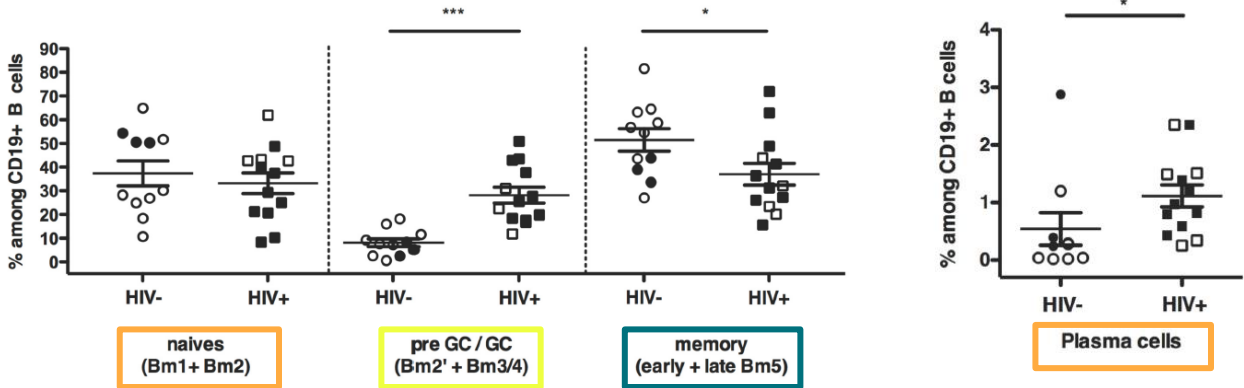 ***
*
*
% among CD19+ B cells
90
80
70
60
50
40
30
20
10
0
HIV-
HIV+
HIV-
HIV+
HIV-
HIV+
naives
(Bm1+ Bm2)
pre GC / GC
(Bm2' + Bm3/4)
memory
(early + late Bm5)
% among CD19+ B cells
4
3
2
1
0
HIV-
HIV+
Plasma cells